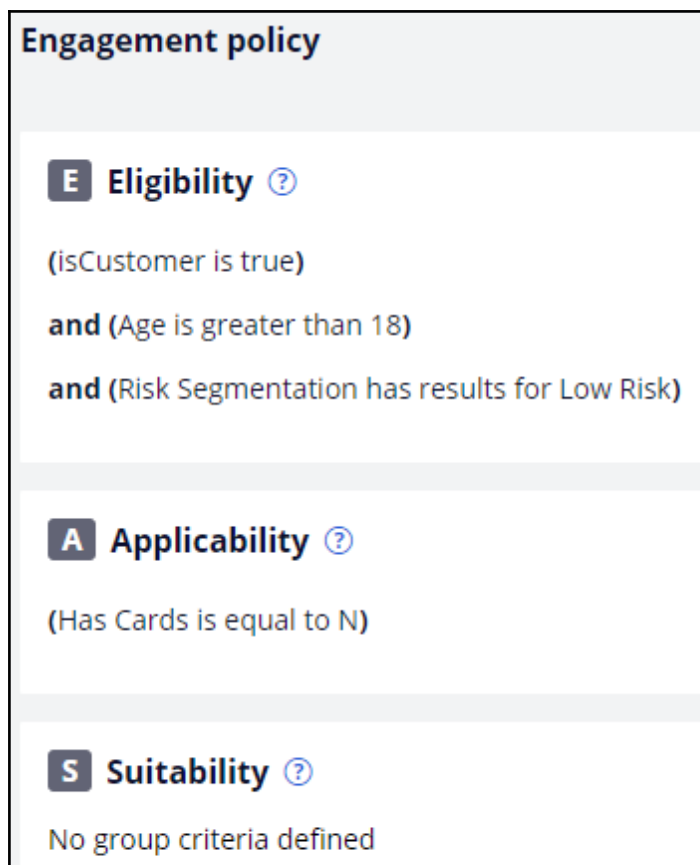 Engagement policy
E Eligibility ?
(isCustomer is true)
and (Age is greater than 18)
and (Risk Segmentation has results for Low Risk)
A Applicability ?
(Has Cards is equal to N)
S Suitability ?
No group criteria defined